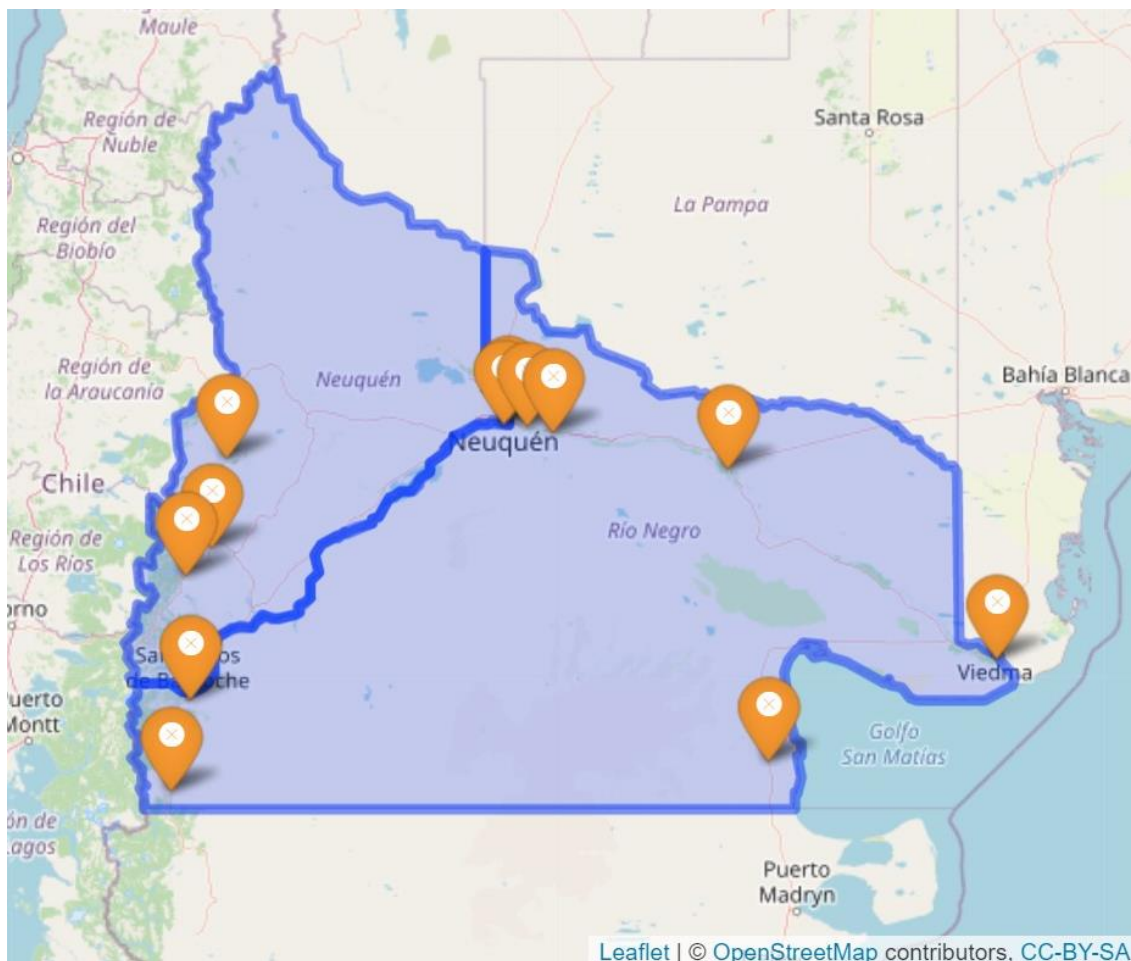 Maule
Región de
Ñuble
Santa Rosa
La Pampa
Región del
Biobío
Región de
la Araucanía
Neuquén
Bahía Blanca
Neuquén
Chile
Río Negro
Región de
Los Ríos
orno
de
Viedma
Puerto
Montt
Golfo
San Matías
ón de
Lagos
Puerto
Madryn
Leaflet | © OpenStreetMap contributors, CC-BY-SA